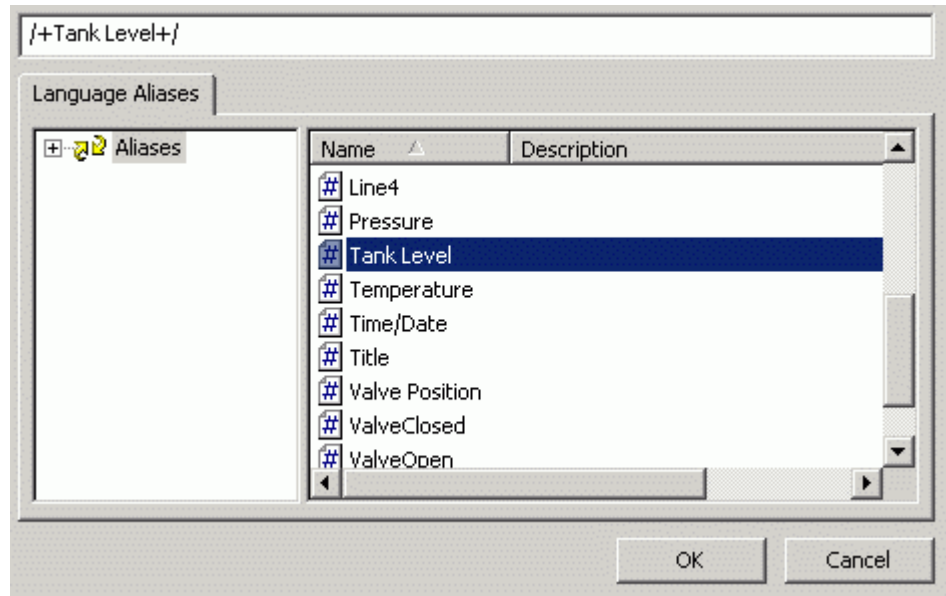 /+Tank Level+/
Language Aliases
Aliases
Name Description
Line4
Pressure
Tank Level
Temperature
Time/Date
Title
Valve Position
ValveClosed
ValveOpen
OK Cancel